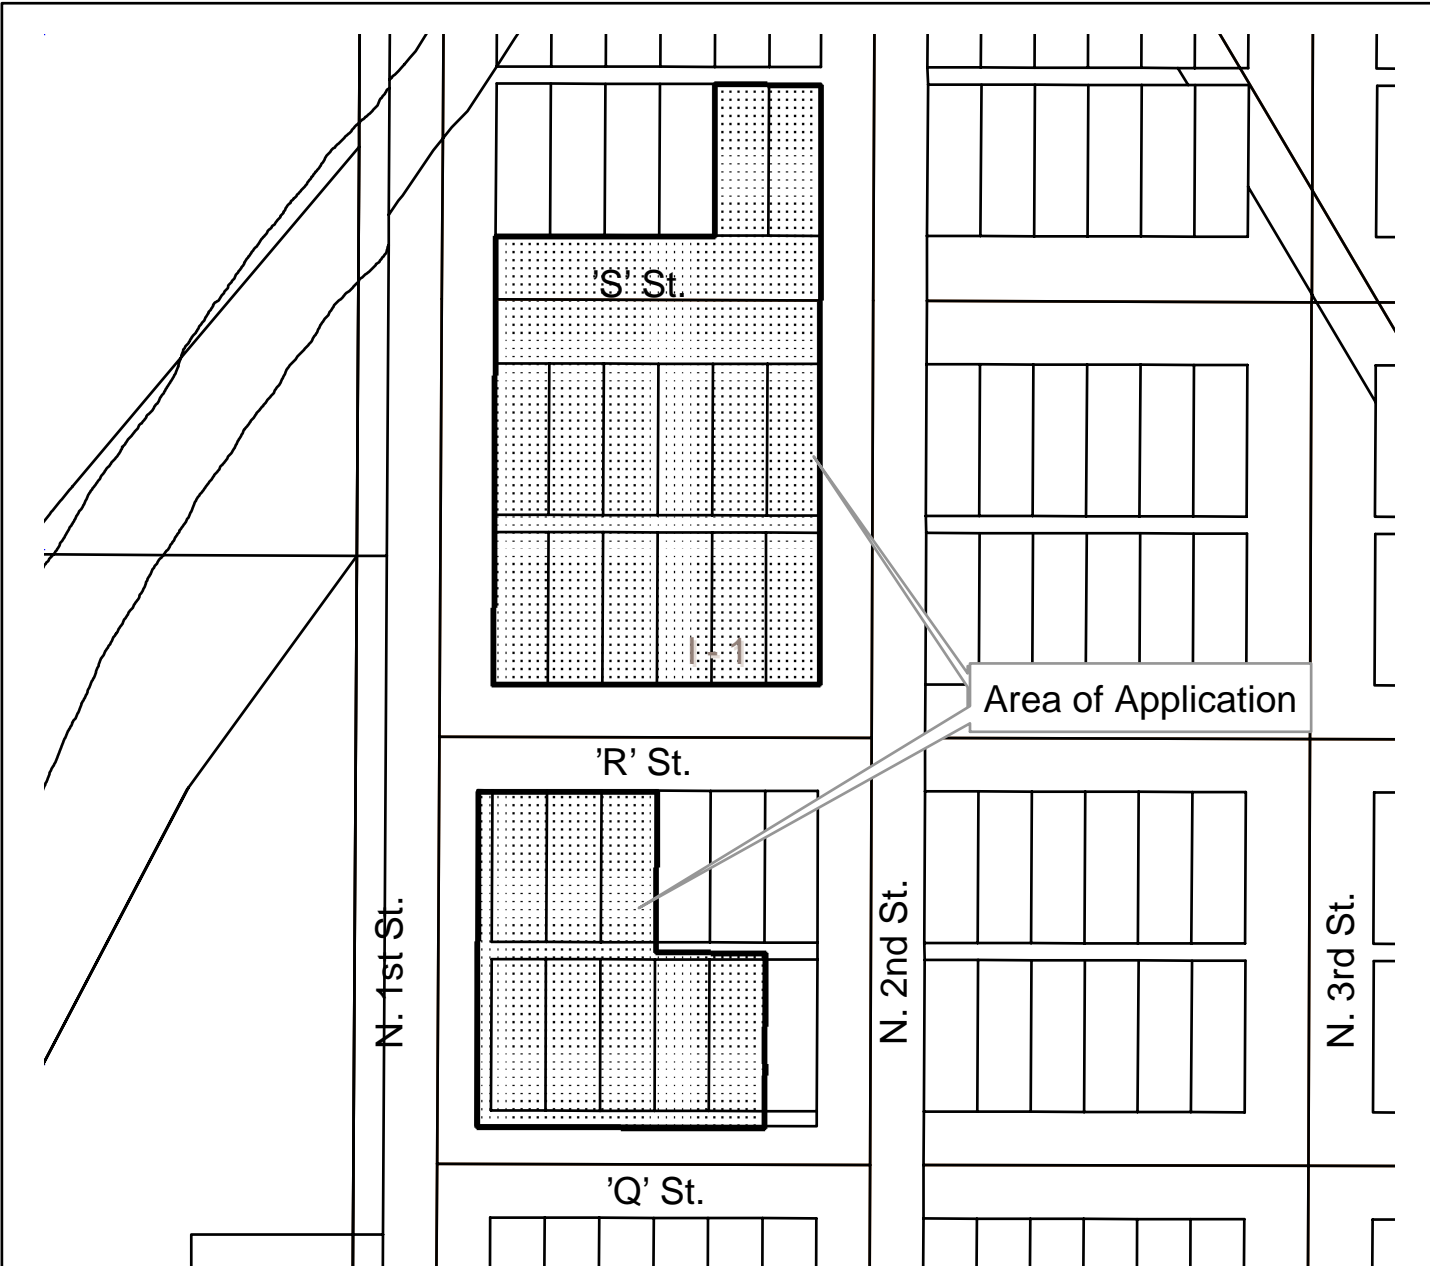 'S' St.
I - 1
Area of Application
'R' St.
N. 1st St.
N. 2nd St.
N. 3rd St.
'Q' St.